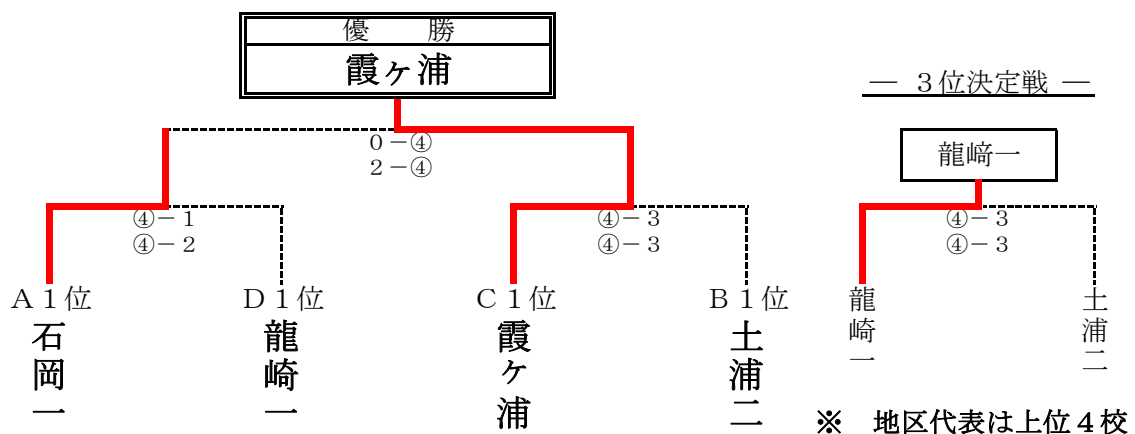 優　勝
霞ヶ浦
― ３位決定戦 ―
０－④
２－④
龍﨑一
④－１
④－２
④－３
④－３
④－３
④－３
Ａ１位
Ｄ１位
Ｃ１位
Ｂ１位
石岡一
龍崎一
霞ケ浦
土浦二
龍崎一
土浦二
※　地区代表は上位４校